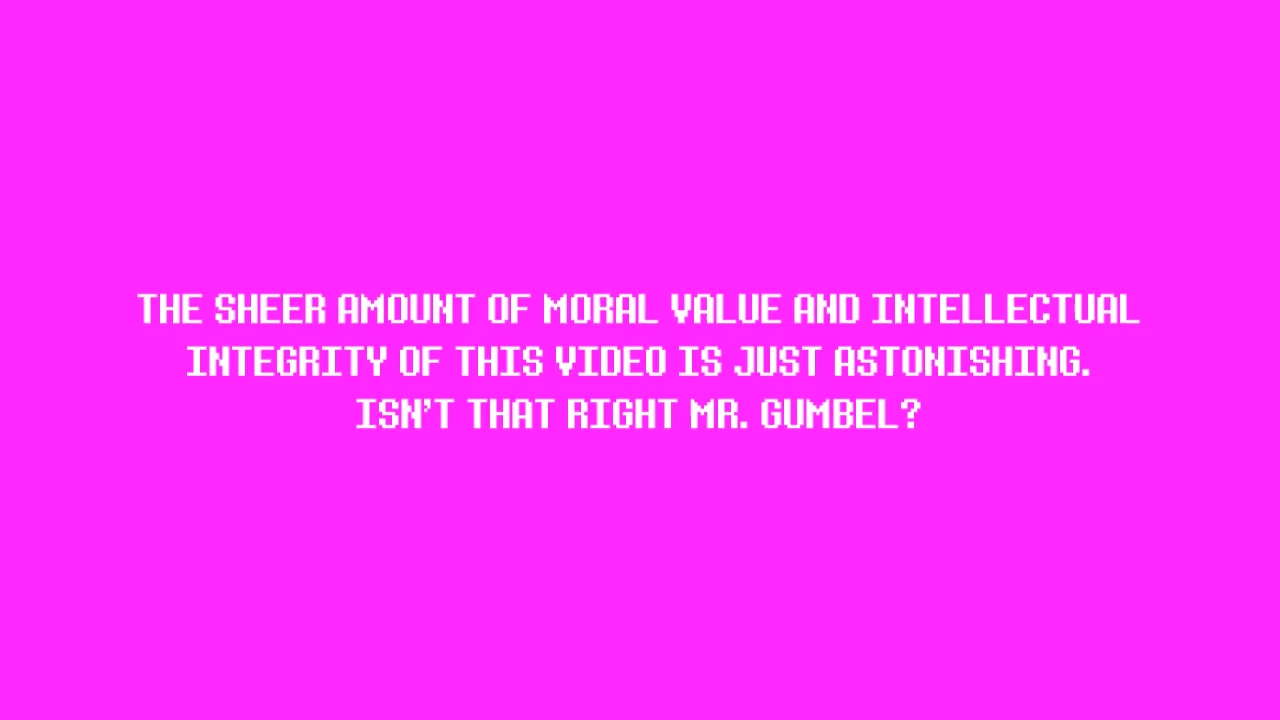 THE SHEER AMOUNT OF MORAL VALUE AND INTELLECTUAL
INTEGRITY OF THIS VIDEO IS JUST ASTONISHING.
ISN'T THAT RIGHT MR. GUMBEL?